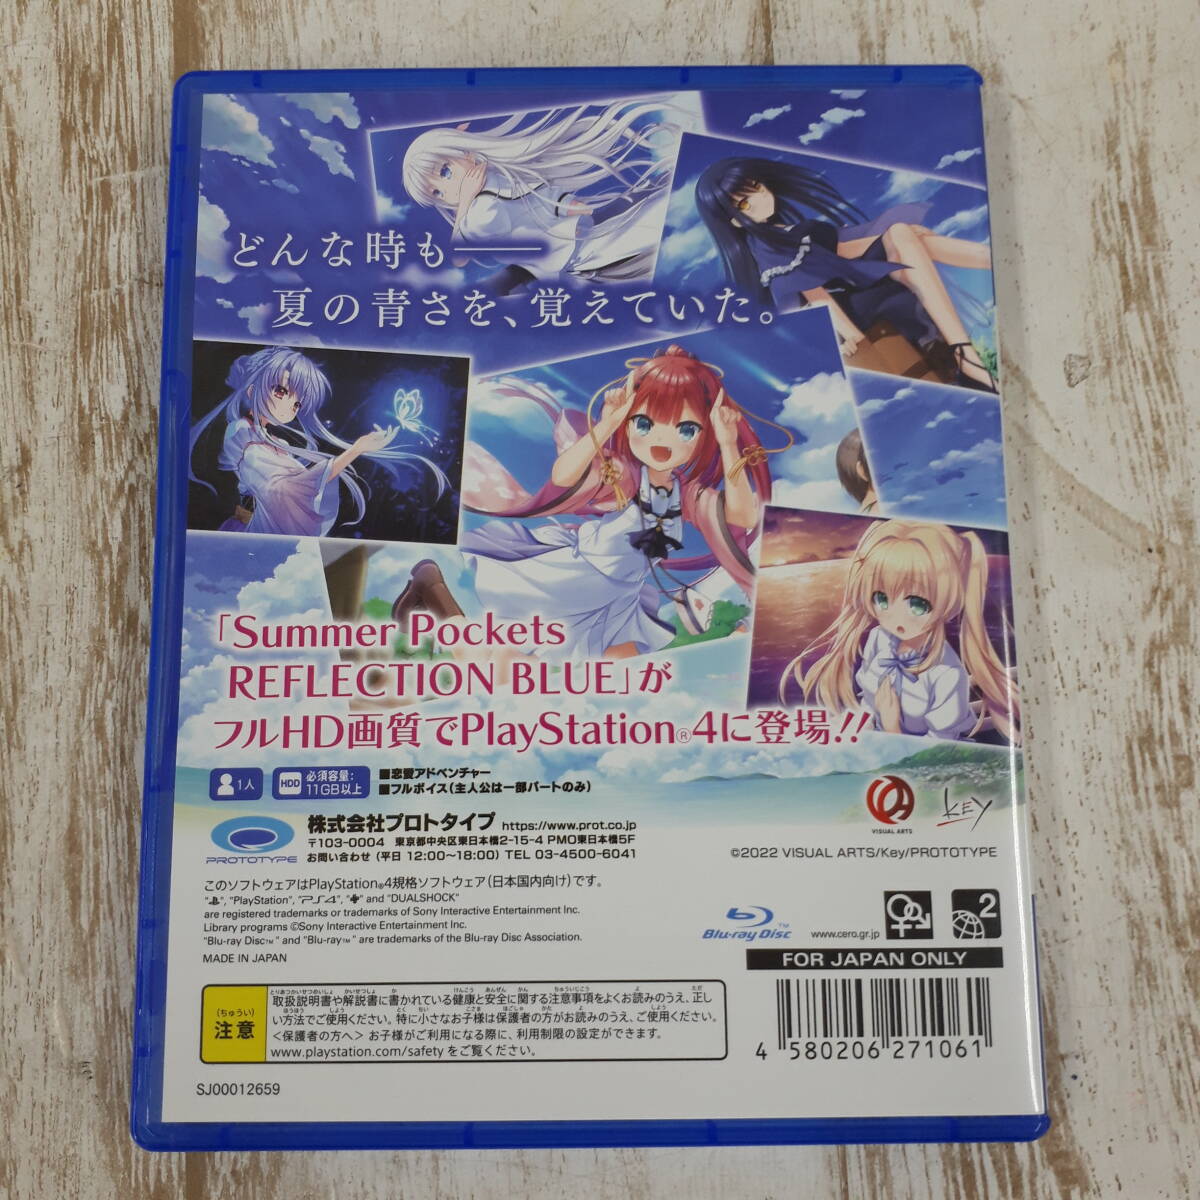 どんな時も——
夏の青さを、覚えていた。
「Summer Pockets
REFLECTION BLUE」が
フルHD画質でPlayStation®4に登場!!
1人
HDD 必須容量:
11GB以上
■恋愛アドベンチャー
■フルボイス(主人公は一部パートのみ)
VISUAL ARTS
KEY
PROTOTYPE
株式会社プロトタイプ https://www.prot.co.jp
〒103-0004 東京都中央区東日本橋2-15-4 PMO東日本橋5F
お問い合わせ (平日 12:00～18:00) TEL 03-4500-6041
©2022 VISUAL ARTS/Key/PROTOTYPE
このソフトウェアはPlayStation®4規格ソフトウェア(日本国内向け)です。
"PlayStation", "PS4", and "DUALSHOCK"
are registered trademarks or trademarks of Sony Interactive Entertainment Inc.
Library programs ©Sony Interactive Entertainment Inc.
"Blu-ray Disc™" and "Blu-ray™" are trademarks of the Blu-ray Disc Association.
MADE IN JAPAN
Blu-ray Disc™
www.cero.gr.jp
2
FOR JAPAN ONLY
(ちゅうい)
注意
取扱説明書や解説書に書かれている健康と安全に関する注意事項をよくお読みのうえ、正し
い方法でご使用ください。特に小さなお子様は保護者の方がお読みのうえ、ご使用ください。
<保護者の方へ> お子様がご利用になる際に、利用制限の設定ができます。
www.playstation.com/safety をご覧ください。
4 580206 271061
SJ00012659